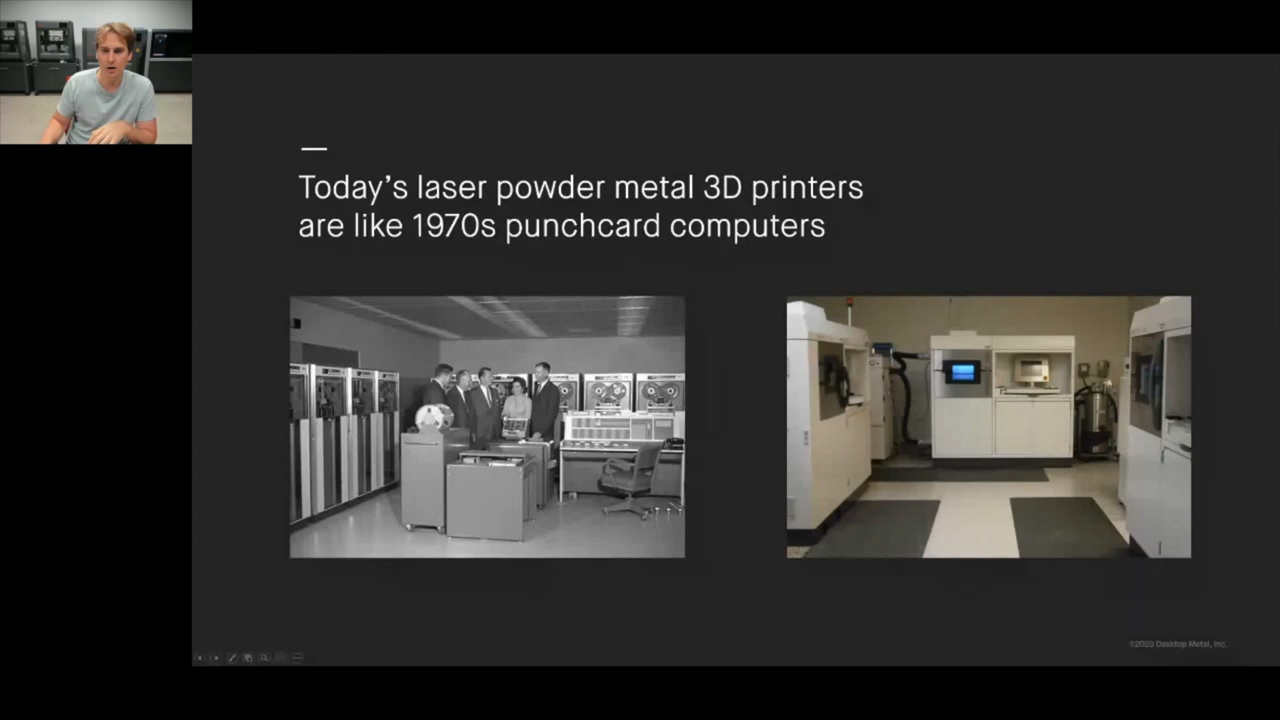 Today's laser powder metal 3D printers
are like 1970s punchcard computers
©2020 Desktop Metal, Inc.